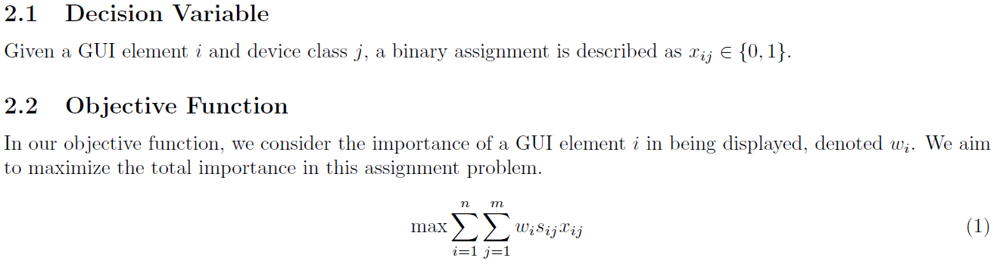 2.1 Decision Variable
Given a GUI element i and device class j, a binary assignment is described as x_{ij} ∈ {0, 1}.
2.2 Objective Function
In our objective function, we consider the importance of a GUI element i in being displayed, denoted w_i. We aim
to maximize the total importance in this assignment problem.
max \sum_{i=1}^{n} \sum_{j=1}^{m} w_i s_{ij} x_{ij} (1)